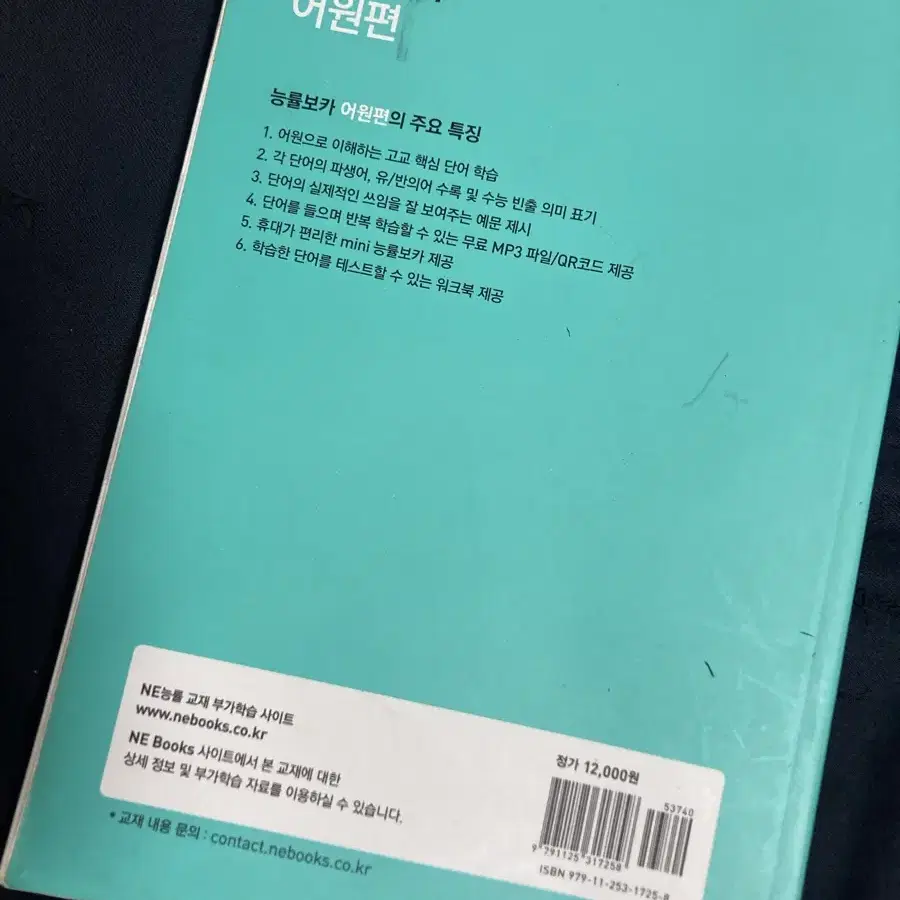 어원편
능률보카 어원편의 주요 특징
1. 어원으로 이해하는 고교 핵심 단어 학습
2. 각 단어의 파생어, 유/반의어 수록 및 수능 빈출 의미 표기
3. 단어의 실제적인 쓰임을 잘 보여주는 예문 제시
4. 단어를 들으며 반복 학습할 수 있는 무료 MP3 파일/QR코드 제공
5. 휴대가 편리한 mini 능률보카 제공
6. 학습한 단어를 테스트할 수 있는 워크북 제공
NE능률 교재 부가학습 사이트
www.nebooks.co.kr
NE Books 사이트에서 본 교재에 대한
상세 정보 및 부가학습 자료를 이용하실 수 있습니다.
* 교재 내용 문의 : contact.nebooks.co.kr
정가 12,000원
53740
9 791125 317258
ISBN 979-11-253-1725-8